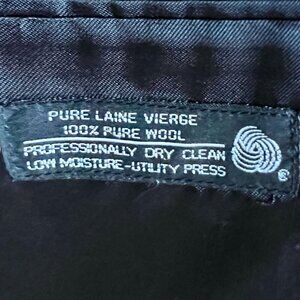 PURE LAINE VIERGE
100% PURE WOOL
PROFESSIONALLY DRY CLEAN
LOW MOISTURE-UTILITY PRESS
®